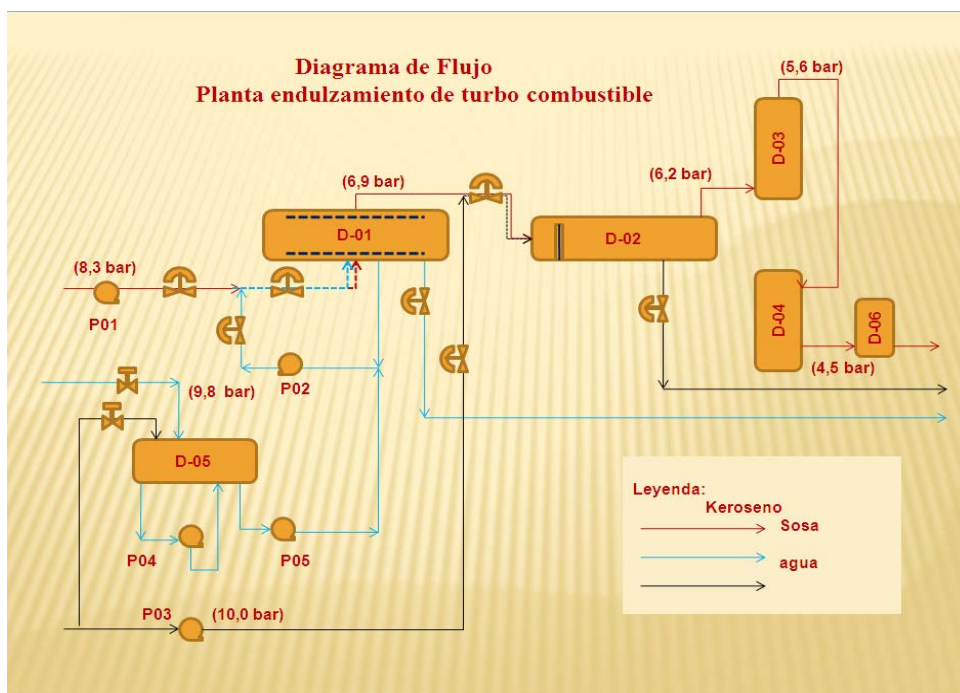 Diagrama de Flujo
Planta endulzamiento de turbo combustible
(5,6 bar)
D-03
(6,9 bar)
(6,2 bar)
D-01
D-02
(8,3 bar)
P01
D-04
D-06
P02
(4,5 bar)
(9,8 bar)
D-05
Leyenda:
Keroseno
Sosa
P04
P05
agua
P03
(10,0 bar)